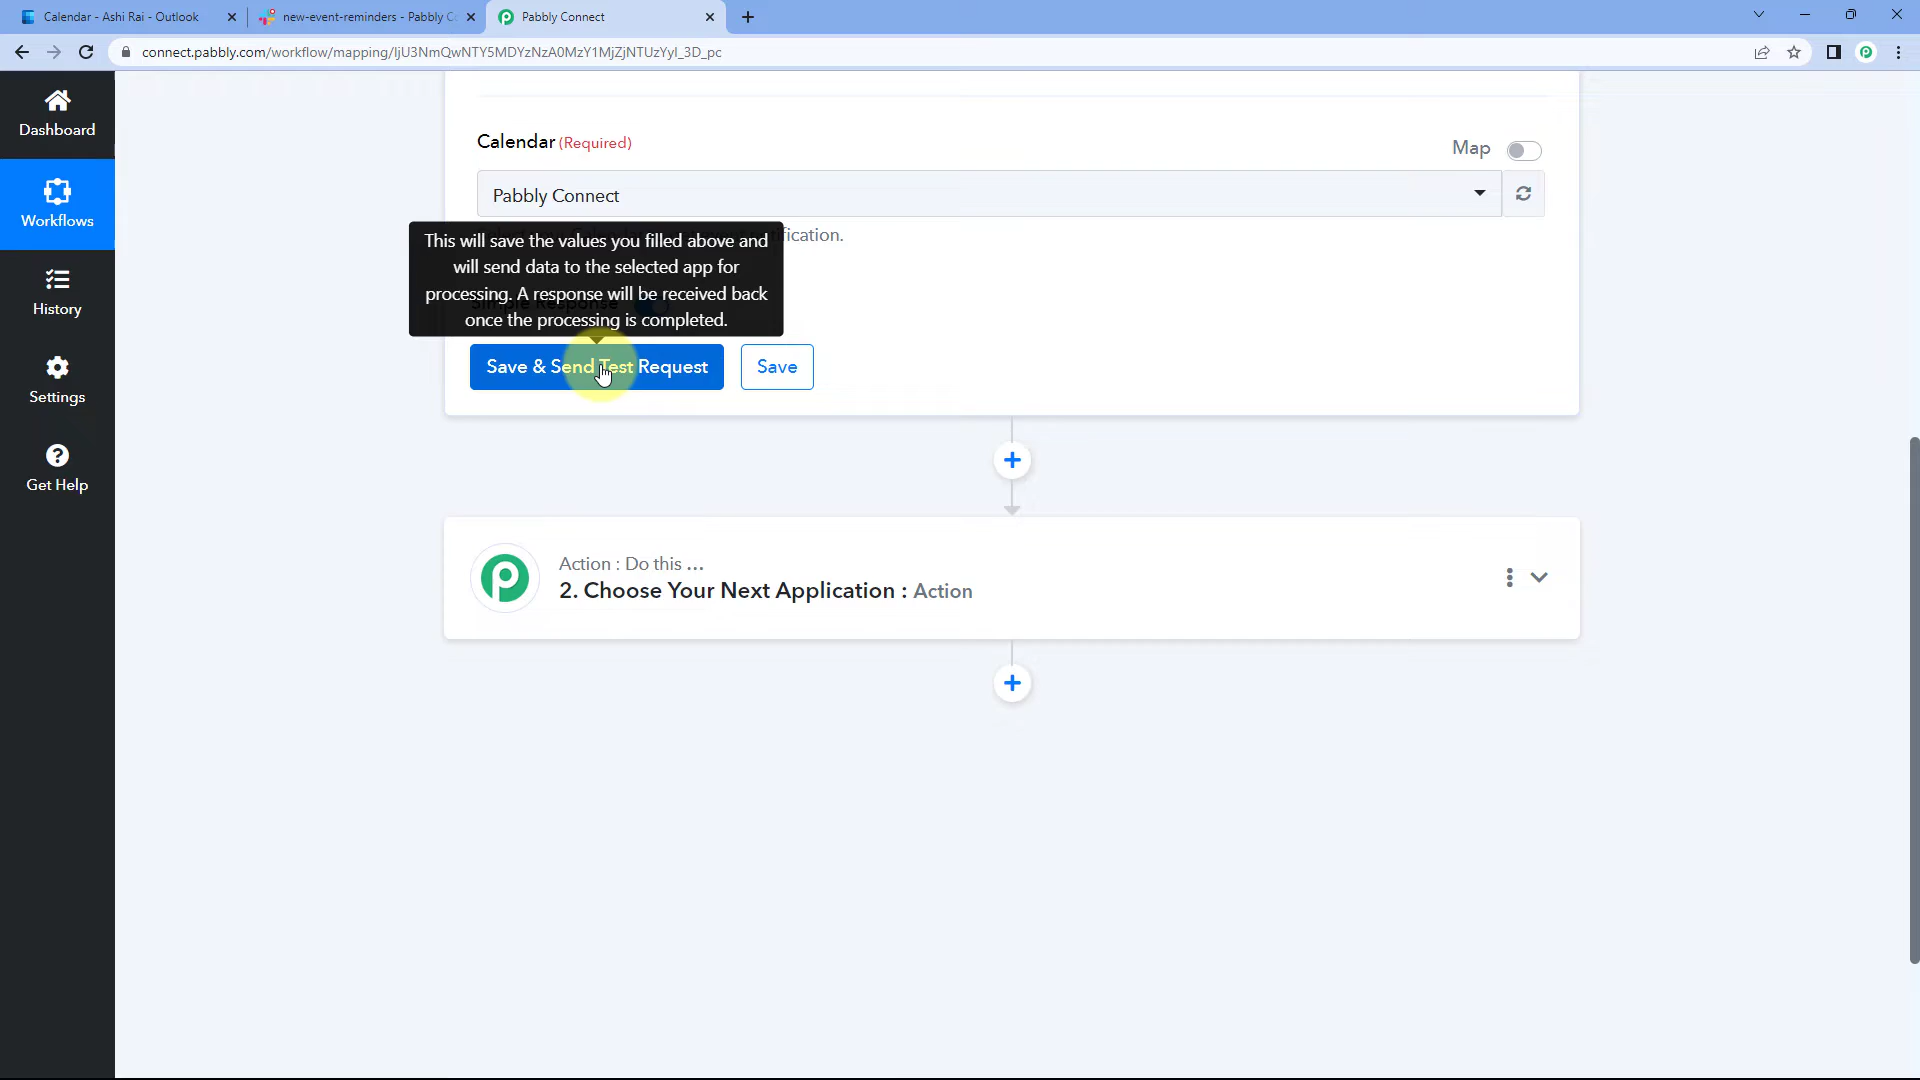 Calendar - Ashi Rai - Outlook
new-event-reminders - Pabbly C
Pabbly Connect
connect.pabbly.com/workflow/mapping/IjU3NmQwNTY5MDYzNzA0MzY1MjZjNTUzYyI_3D_pc
Dashboard
Workflows
History
Settings
Get Help
Calendar (Required)
Map
Pabbly Connect
ification.
This will save the values you filled above and
will send data to the selected app for
processing. A response will be received back
once the processing is completed.
Save & Send Test Request
Save
Action : Do this ...
2. Choose Your Next Application : Action